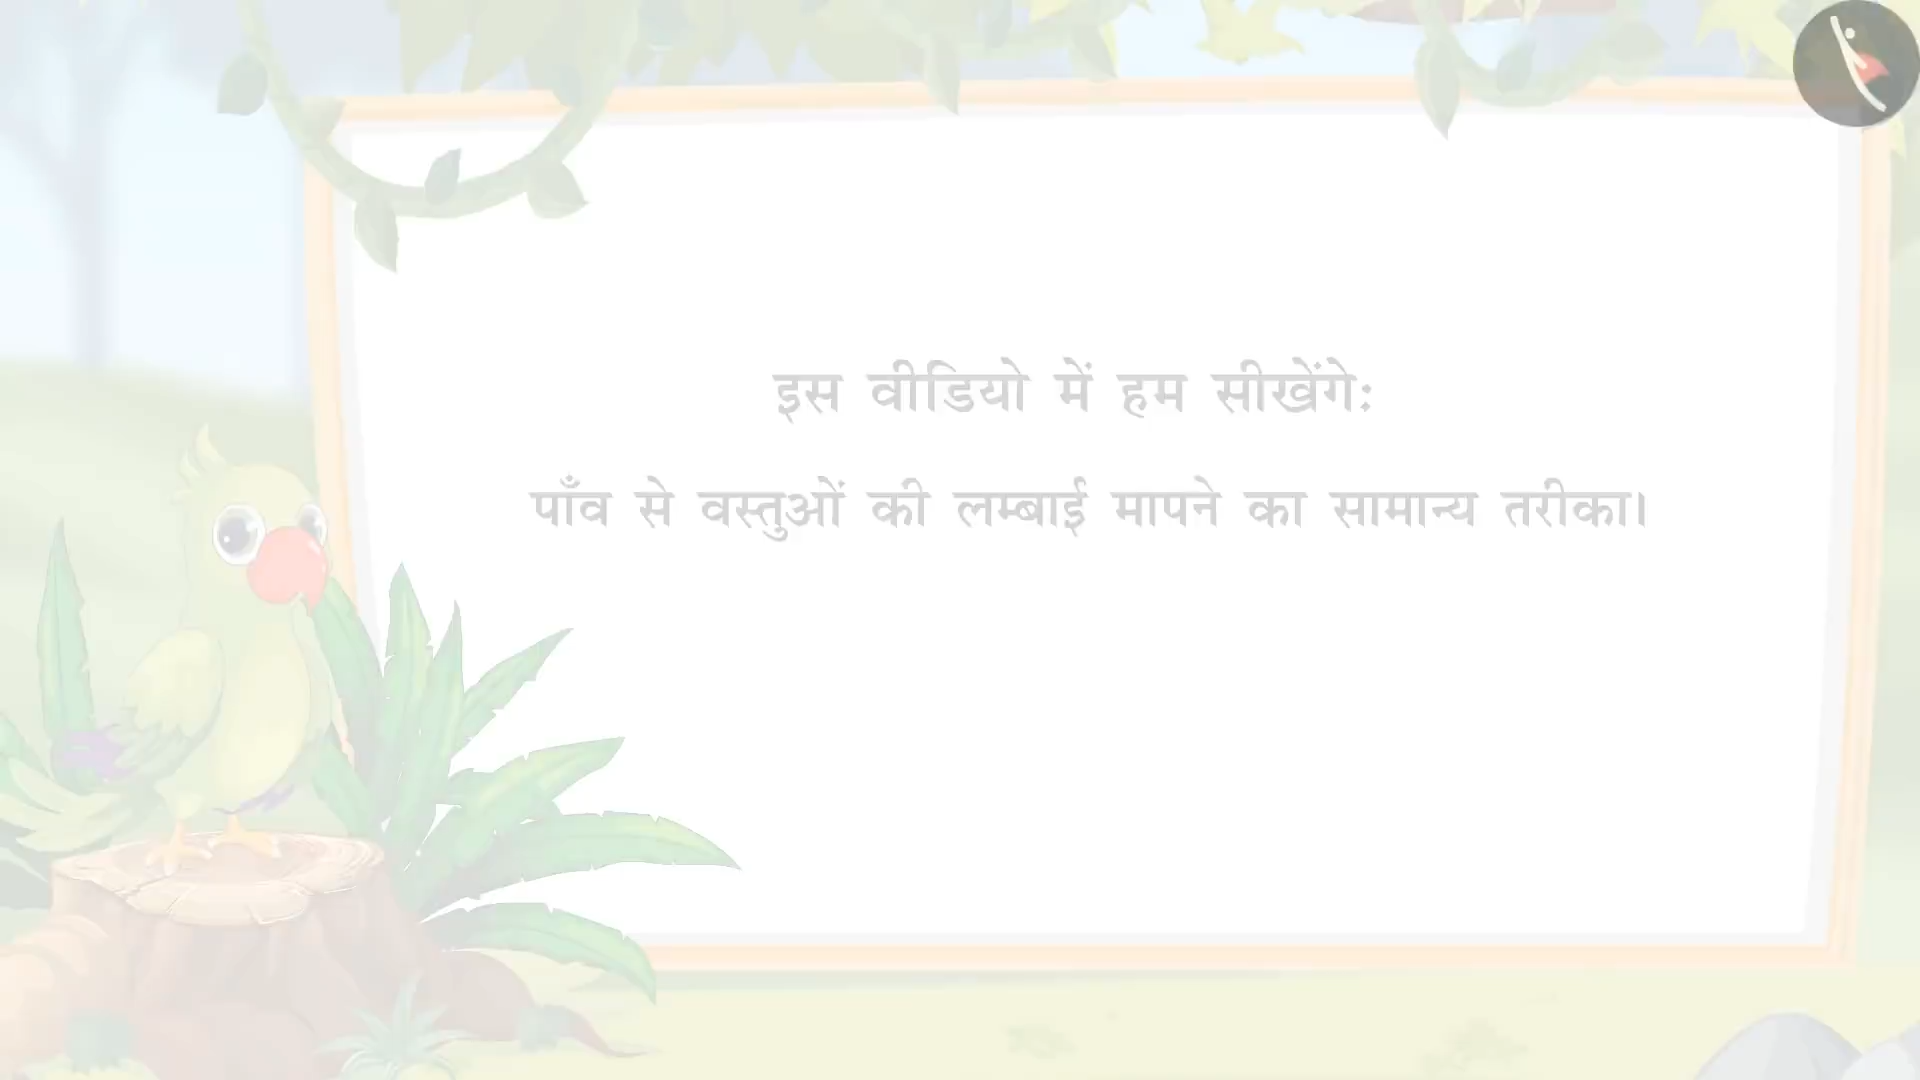 इस वीडियो में हम सीखेंगे:
पाँव से वस्तुओं की लम्बाई मापने का सामान्य तरीका।